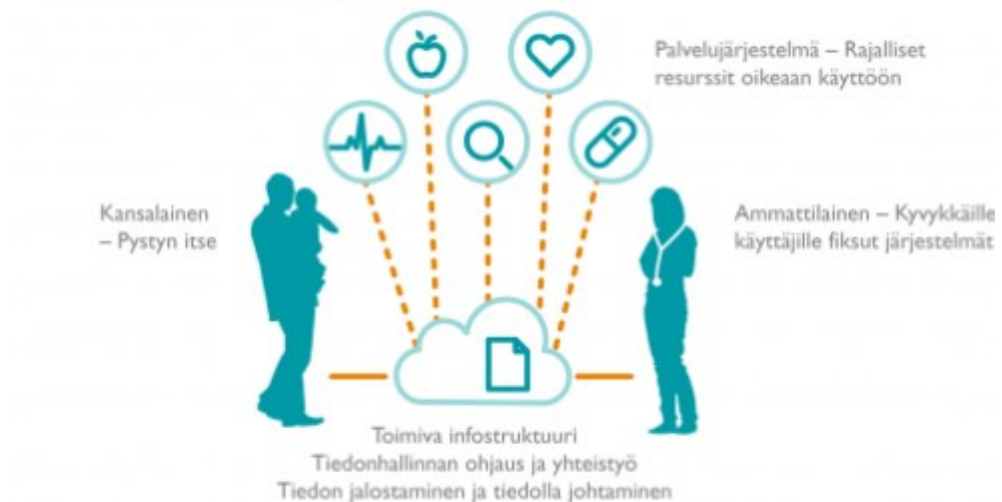 Palvelujärjestelmä – Rajalliset
resurssit oikeaan käyttöön
Kansalainen
– Pystyn itse
Ammattilainen – Kyvykkäille
käyttäjille fiksut järjestelmät
Toimiva infostruktuuri
Tiedonhallinnan ohjaus ja yhteistyö
Tiedon jalostaminen ja tiedolla johtaminen